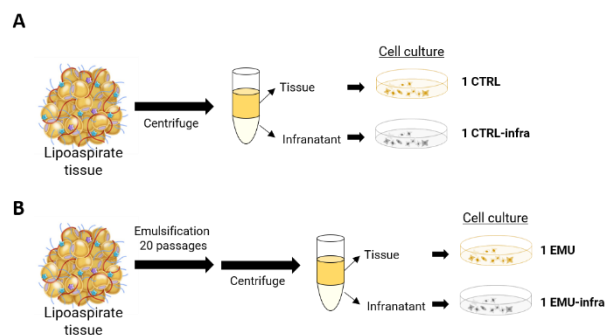 A
Cell culture
Tissue
1 CTRL
Centrifuge
Infranatant
1 CTRL-infra
Lipoaspirate
tissue
B
Emulsification
20 passages
Cell culture
Tissue
1 EMU
Centrifuge
Infranatant
1 EMU-infra
Lipoaspirate
tissue